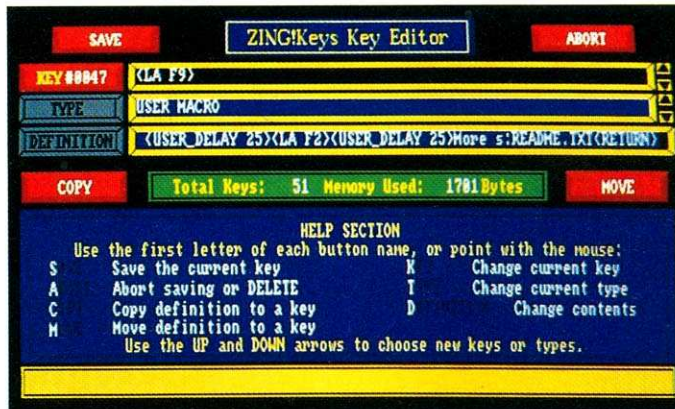 SAVE ZING!Keys Key Editor ABORT
KEY #0047 <LA F9>
TYPE USER MACRO
DEFINITION <USER_DELAY 25><LA F2><USER_DELAY 25>More s:README.TXT<RETURN>
COPY Total Keys: 51 Memory Used: 1701 Bytes MOVE
HELP SECTION
Use the first letter of each button name, or point with the mouse:
S Save the current key K Change current key
A Abort saving or DELETE T Change current type
C Copy definition to a key D Change contents
M Move definition to a key
Use the UP and DOWN arrows to choose new keys or types.